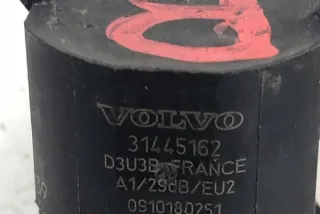 VOLVO
31445162
D3U3B-FRANCE
A1/29dB/EU2
0910180251